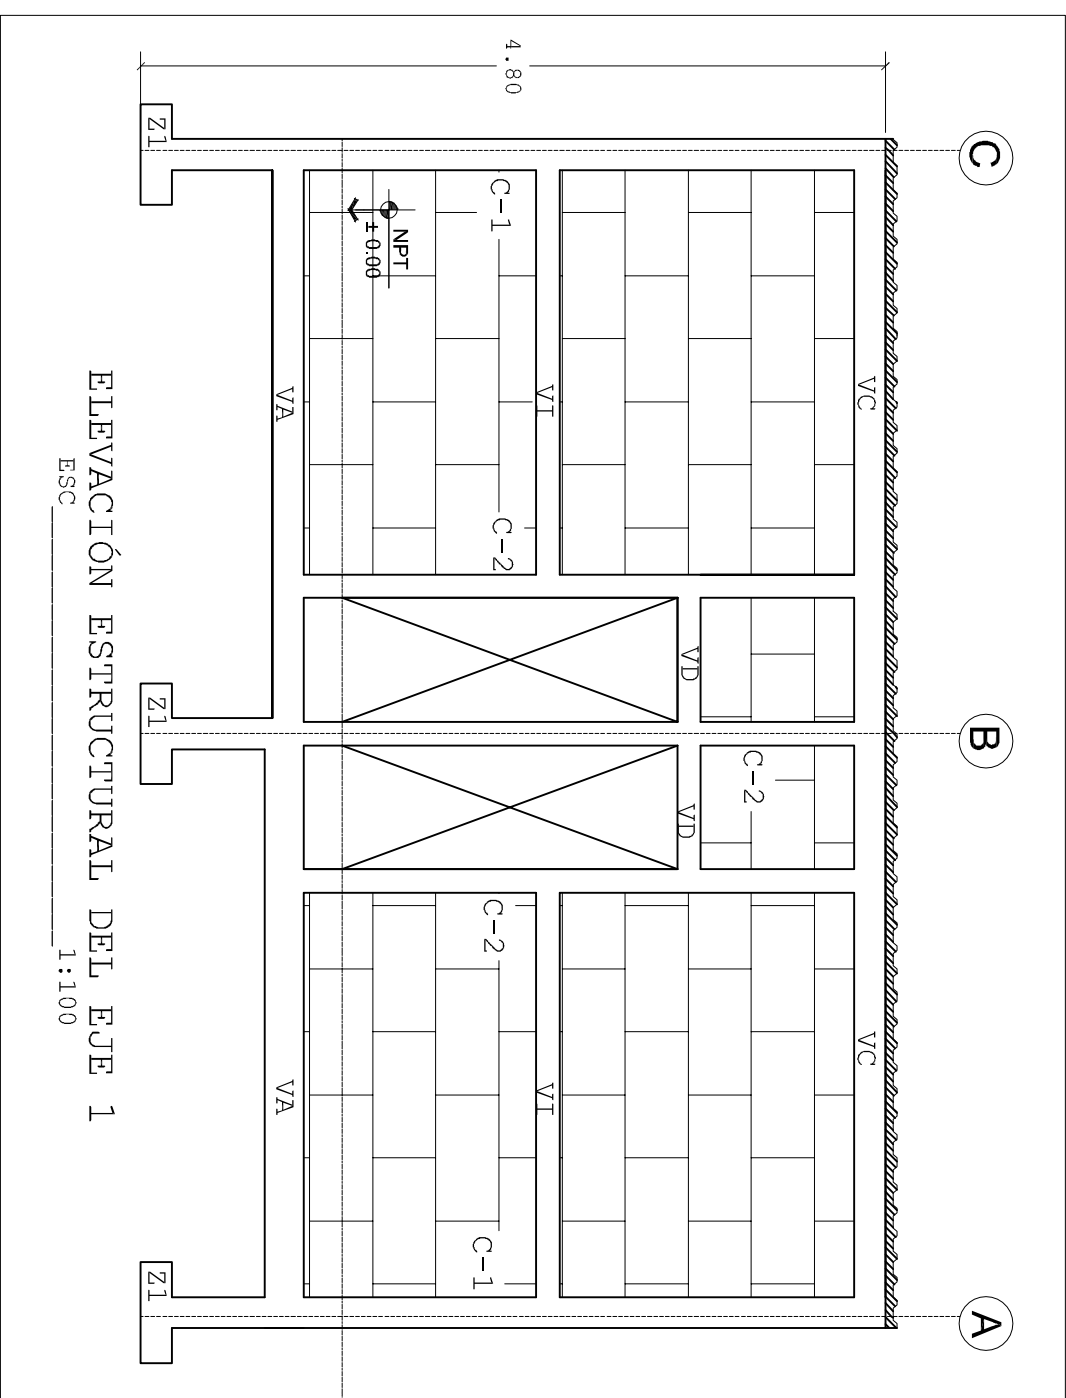 C
B
A
VC
VC
C-2
VD
VD
VI
VI
4.80
C-1
C-2
C-2
C-1
NPT
± 0.00
VA
VA
Z1
Z1
Z1
ELEVACIÓN ESTRUCTURAL DEL EJE 1
ESC 1:100